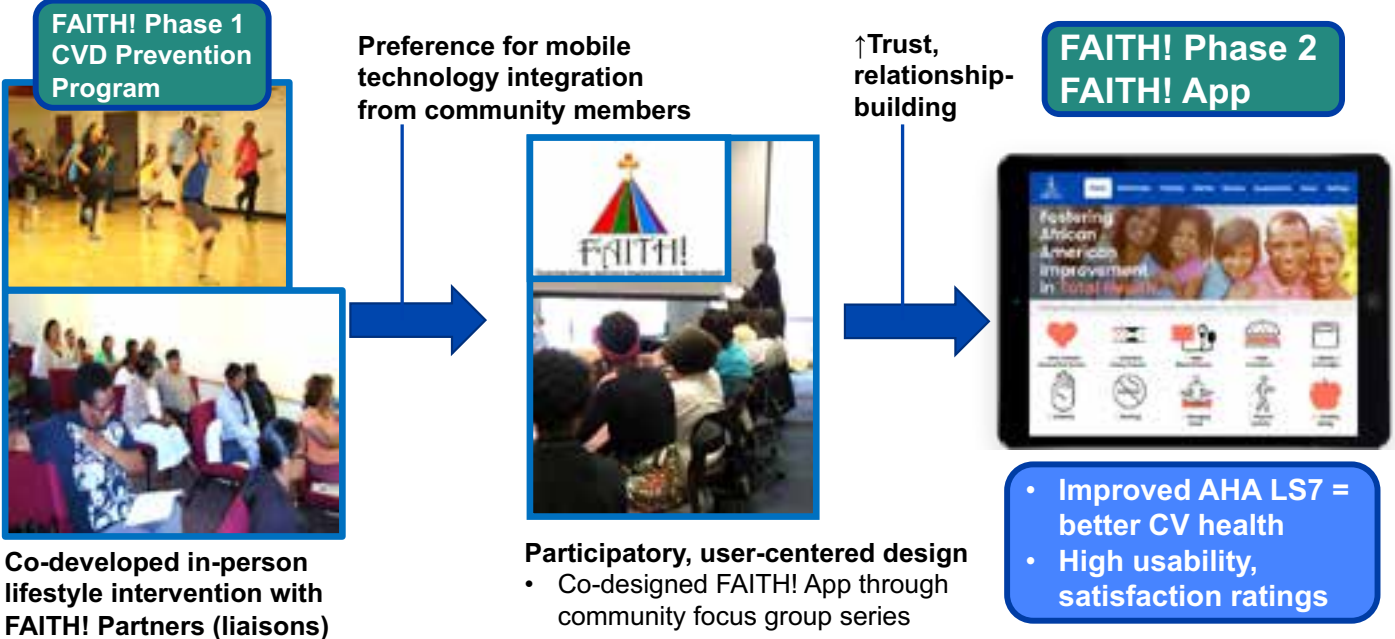 FAITH! Phase 1
CVD Prevention
Program
Co-developed in-person
lifestyle intervention with
FAITH! Partners (liaisons)
Preference for mobile
technology integration
from community members
FAITH!
Participatory, user-centered design
• Co-designed FAITH! App through
community focus group series
↑Trust,
relationship-
building
FAITH! Phase 2
FAITH! App
Fostering
African
American
Improvement
in Total Health
• Improved AHA LS7 =
better CV health
• High usability,
satisfaction ratings